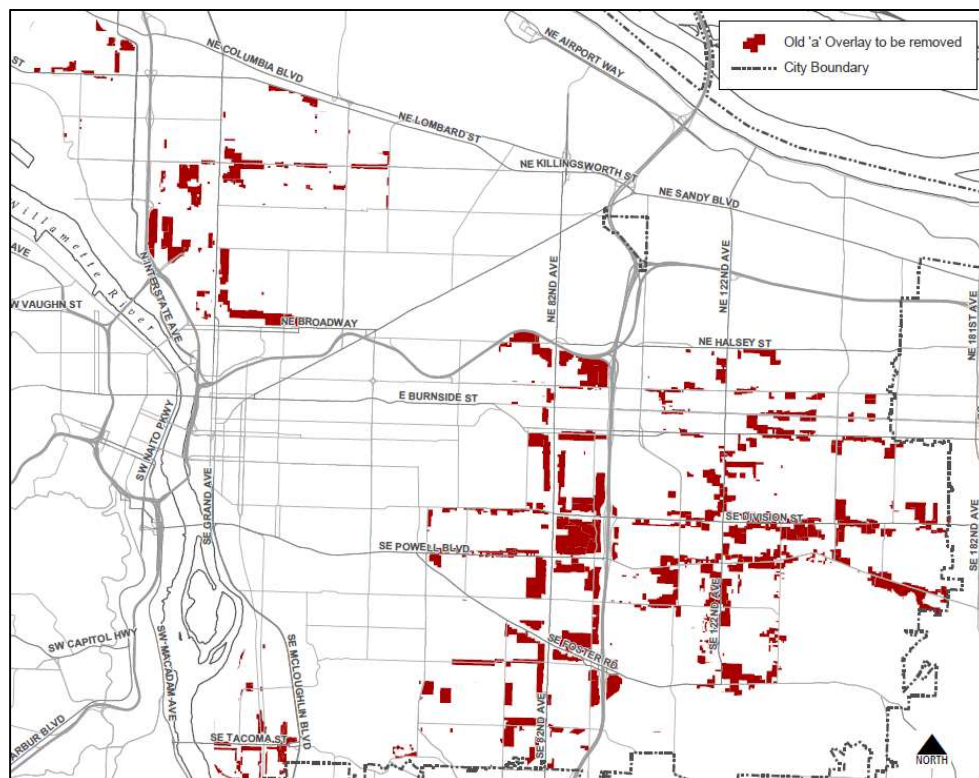 Old 'a' Overlay to be removed
City Boundary
NE COLUMBIA BLVD
NE AIRPORT WAY
ST
NE LOMBARD ST
NE KILLINGSWORTH ST
NE SANDY BLVD
Willamette River
AVE
N INTERSTATE AVE
NE 82ND AVE
NE 122ND AVE
W VAUGHN ST
NE BROADWAY
NE HALSEY ST
NE 181ST AVE
E BURNSIDE ST
SW NAITO PKWY
SE GRAND AVE
SE DIVISION ST
SE POWELL BLVD
SE 182ND AVE
SE 122ND AVE
SW CAPITOL HWY
SW MACADAM AVE
SE MCLOUGHLIN BLVD
SE FOSTER RD
ARBUR BLVD
SE TACOMA ST
SE 82ND AVE
NORTH